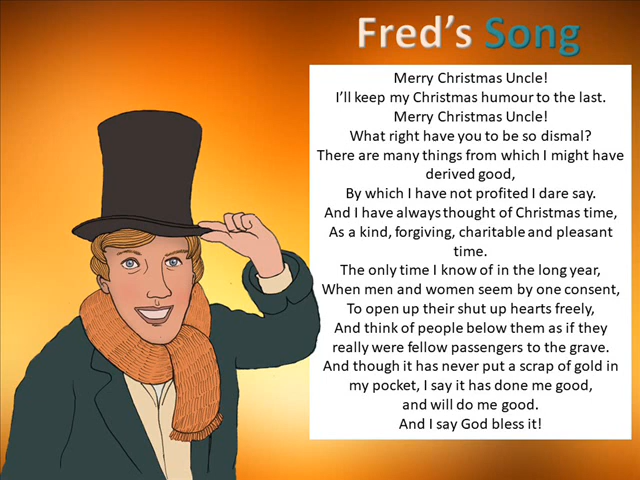 Fred's Song
Merry Christmas Uncle!
I'll keep my Christmas humour to the last.
Merry Christmas Uncle!
What right have you to be so dismal?
There are many things from which I might have
derived good,
By which I have not profited I dare say.
And I have always thought of Christmas time,
As a kind, forgiving, charitable and pleasant
time.
The only time I know of in the long year,
When men and women seem by one consent,
To open up their shut up hearts freely,
And think of people below them as if they
really were fellow passengers to the grave.
And though it has never put a scrap of gold in
my pocket, I say it has done me good,
and will do me good.
And I say God bless it!